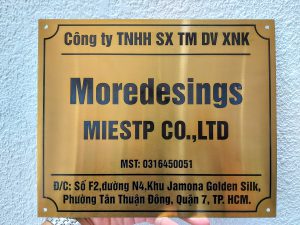 Công ty TNHH SX TM DV XNK
Moredesings
MIESTP CO.,LTD
MST: 0316450051
Đ/C: Số F2,đường N4,Khu Jamona Golden Silk,
Phường Tân Thuận Đông, Quận 7, TP. HCM.